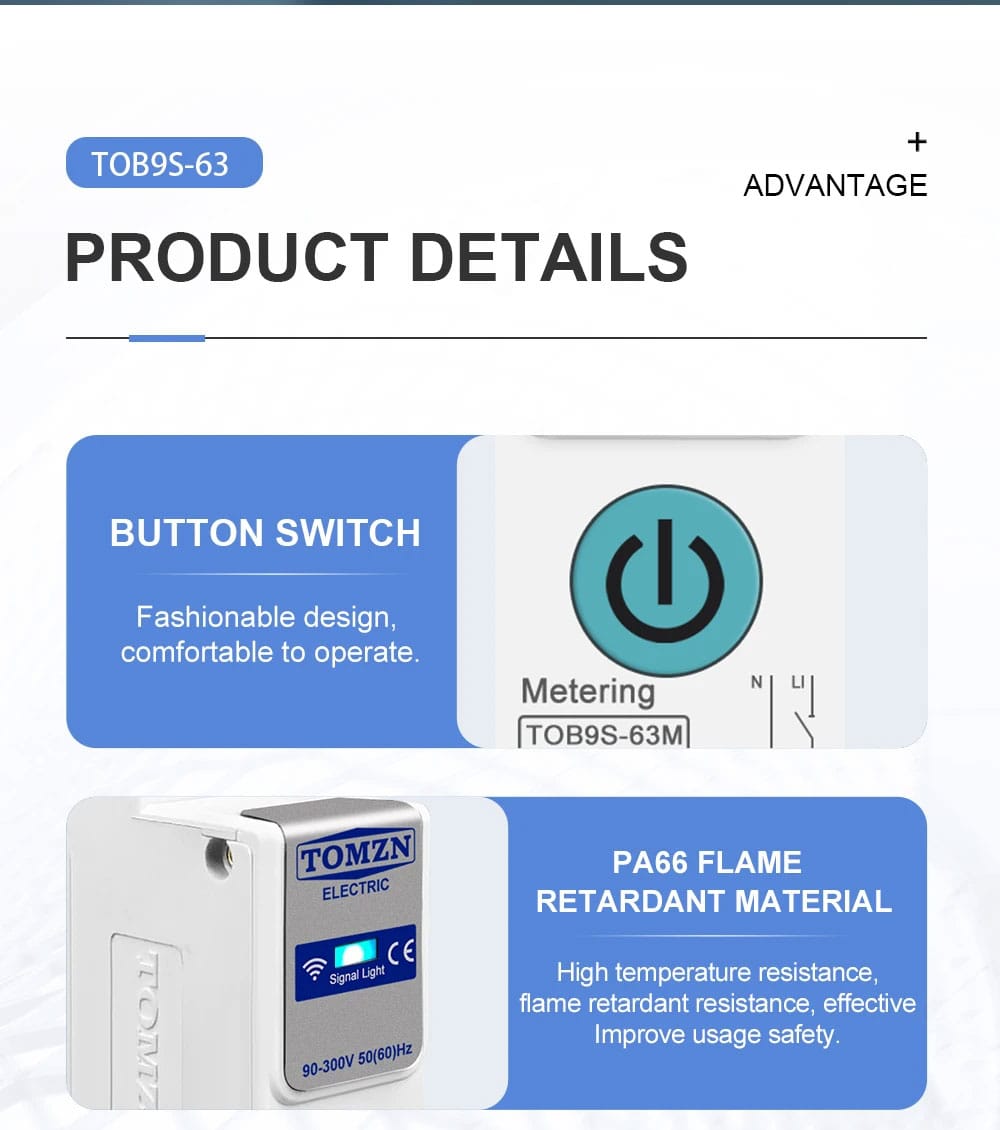 TOB9S-63
+
ADVANTAGE
PRODUCT DETAILS
BUTTON SWITCH
Fashionable design,
comfortable to operate.
Metering
TOB9S-63M
N
LI
TOMZN
ELECTRIC
CE
Signal Light
90-300V 50(60)Hz
PA66 FLAME
RETARDANT MATERIAL
High temperature resistance,
flame retardant resistance, effective
Improve usage safety.